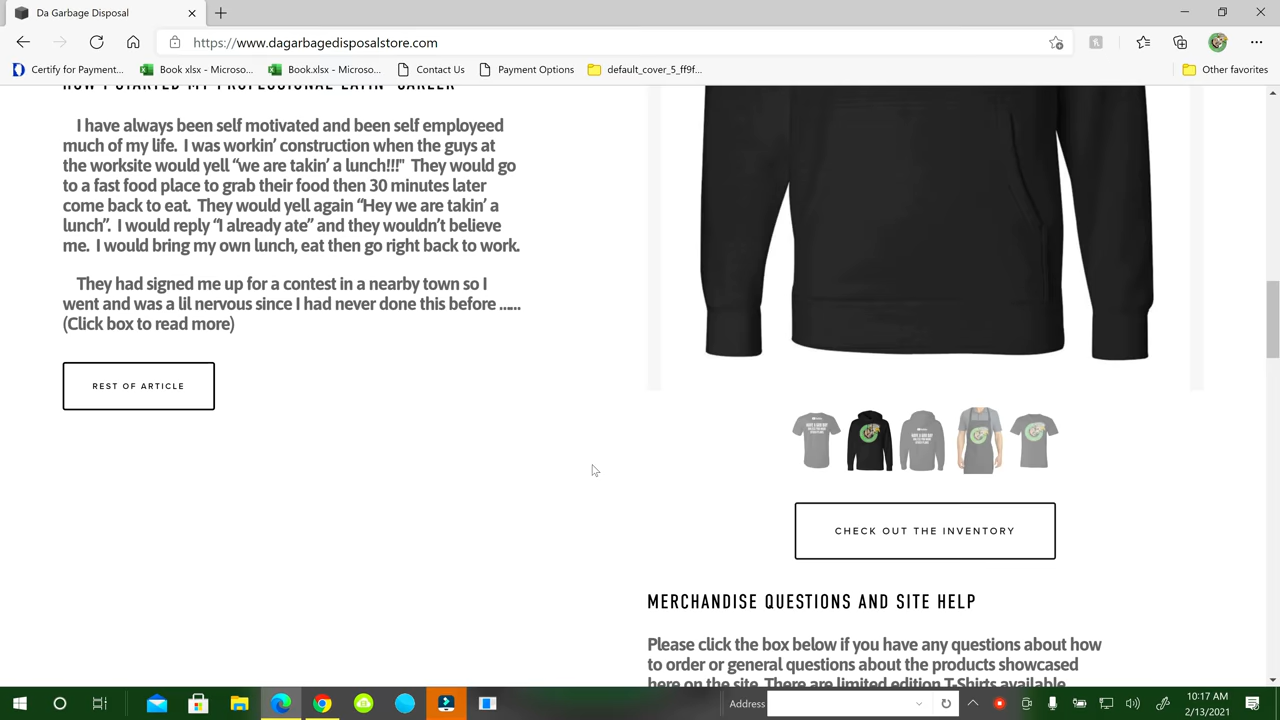 Da Garbage Disposal
https://www.dagarbagedisposalstore.com
Certify for Payment...
Book xlsx - Microso...
Book.xlsx - Microso...
Contact Us
Payment Options
default_cover_5_ff9f...
Other favorites
HOW I STARTED MY PROFESSIONAL EATIN' CAREER
I have always been self motivated and been self employeed
much of my life. I was workin’ construction when the guys at
the worksite would yell “we are takin’ a lunch!!!" They would go
to a fast food place to grab their food then 30 minutes later
come back to eat. They would yell again “Hey we are takin’ a
lunch”. I would reply “I already ate” and they wouldn’t believe
me. I would bring my own lunch, eat then go right back to work.
They had signed me up for a contest in a nearby town so I
went and was a lil nervous since I had never done this before ......
(Click box to read more)
REST OF ARTICLE
CHECK OUT THE INVENTORY
MERCHANDISE QUESTIONS AND SITE HELP
Please click the box below if you have any questions about how
to order or general questions about the products showcased
here on the site. There are limited edition T-Shirts available
Address
10:17 AM
2/13/2021